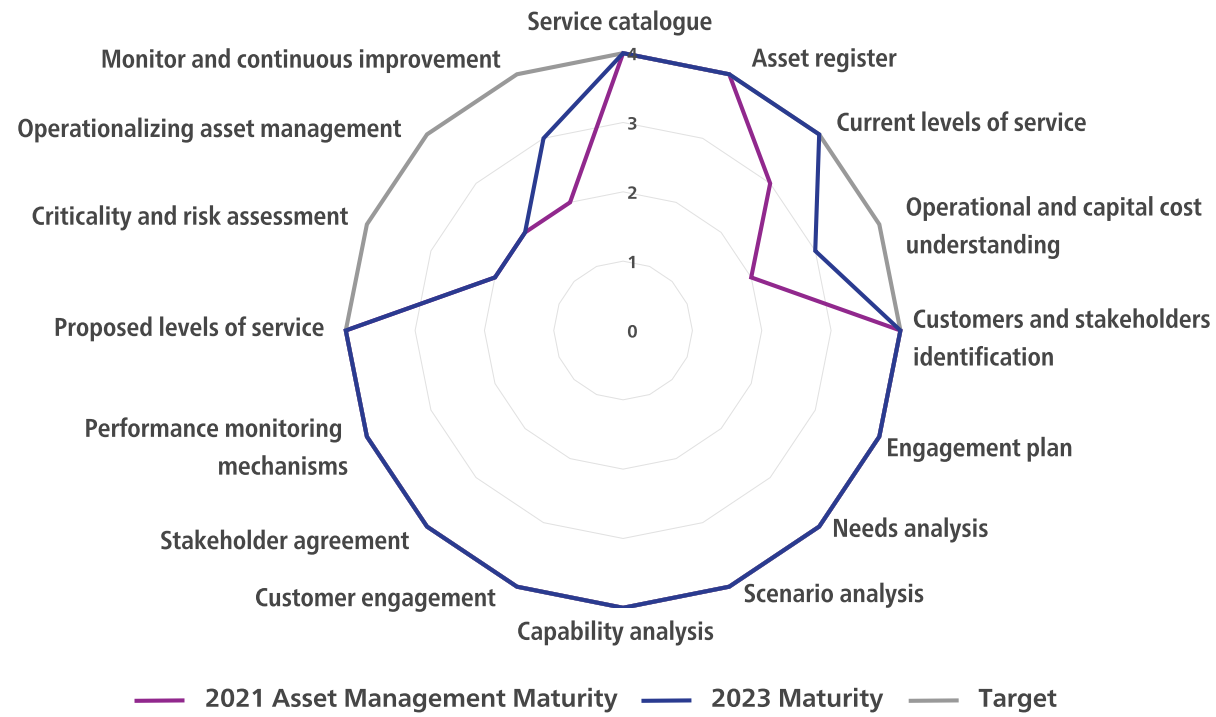 Service catalogue
Monitor and continuous improvement
Asset register
4
Operationalizing asset management
Current levels of service
3
Criticality and risk assessment
2
Operational and capital cost
understanding
1
Proposed levels of service
0
Customers and stakeholders
identification
Performance monitoring
mechanisms
Engagement plan
Stakeholder agreement
Needs analysis
Customer engagement
Scenario analysis
Capability analysis
2021 Asset Management Maturity
2023 Maturity
Target